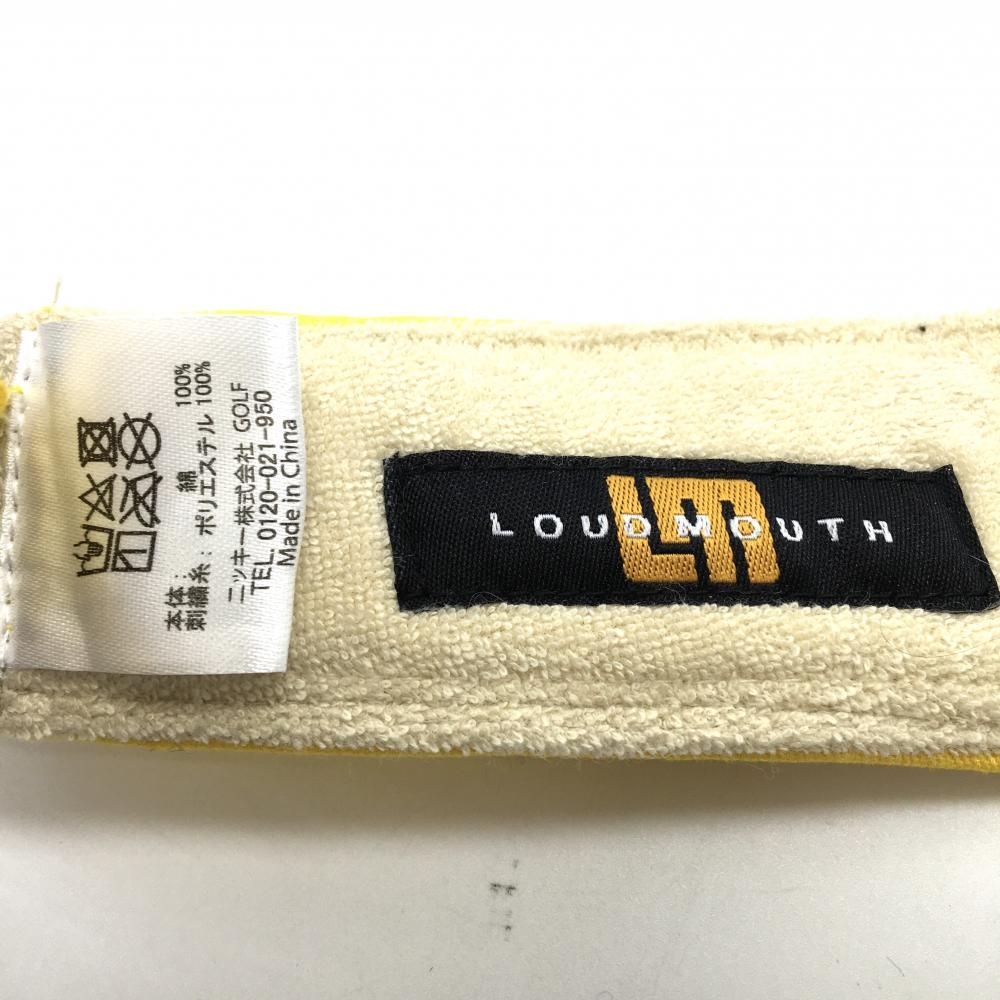 本体: 綿 100%
刺繍糸: ポリエステル 100%
ニッキー株式会社 GOLF
TEL. 0120-021-950
Made in China
LM
LOUDMOUTH